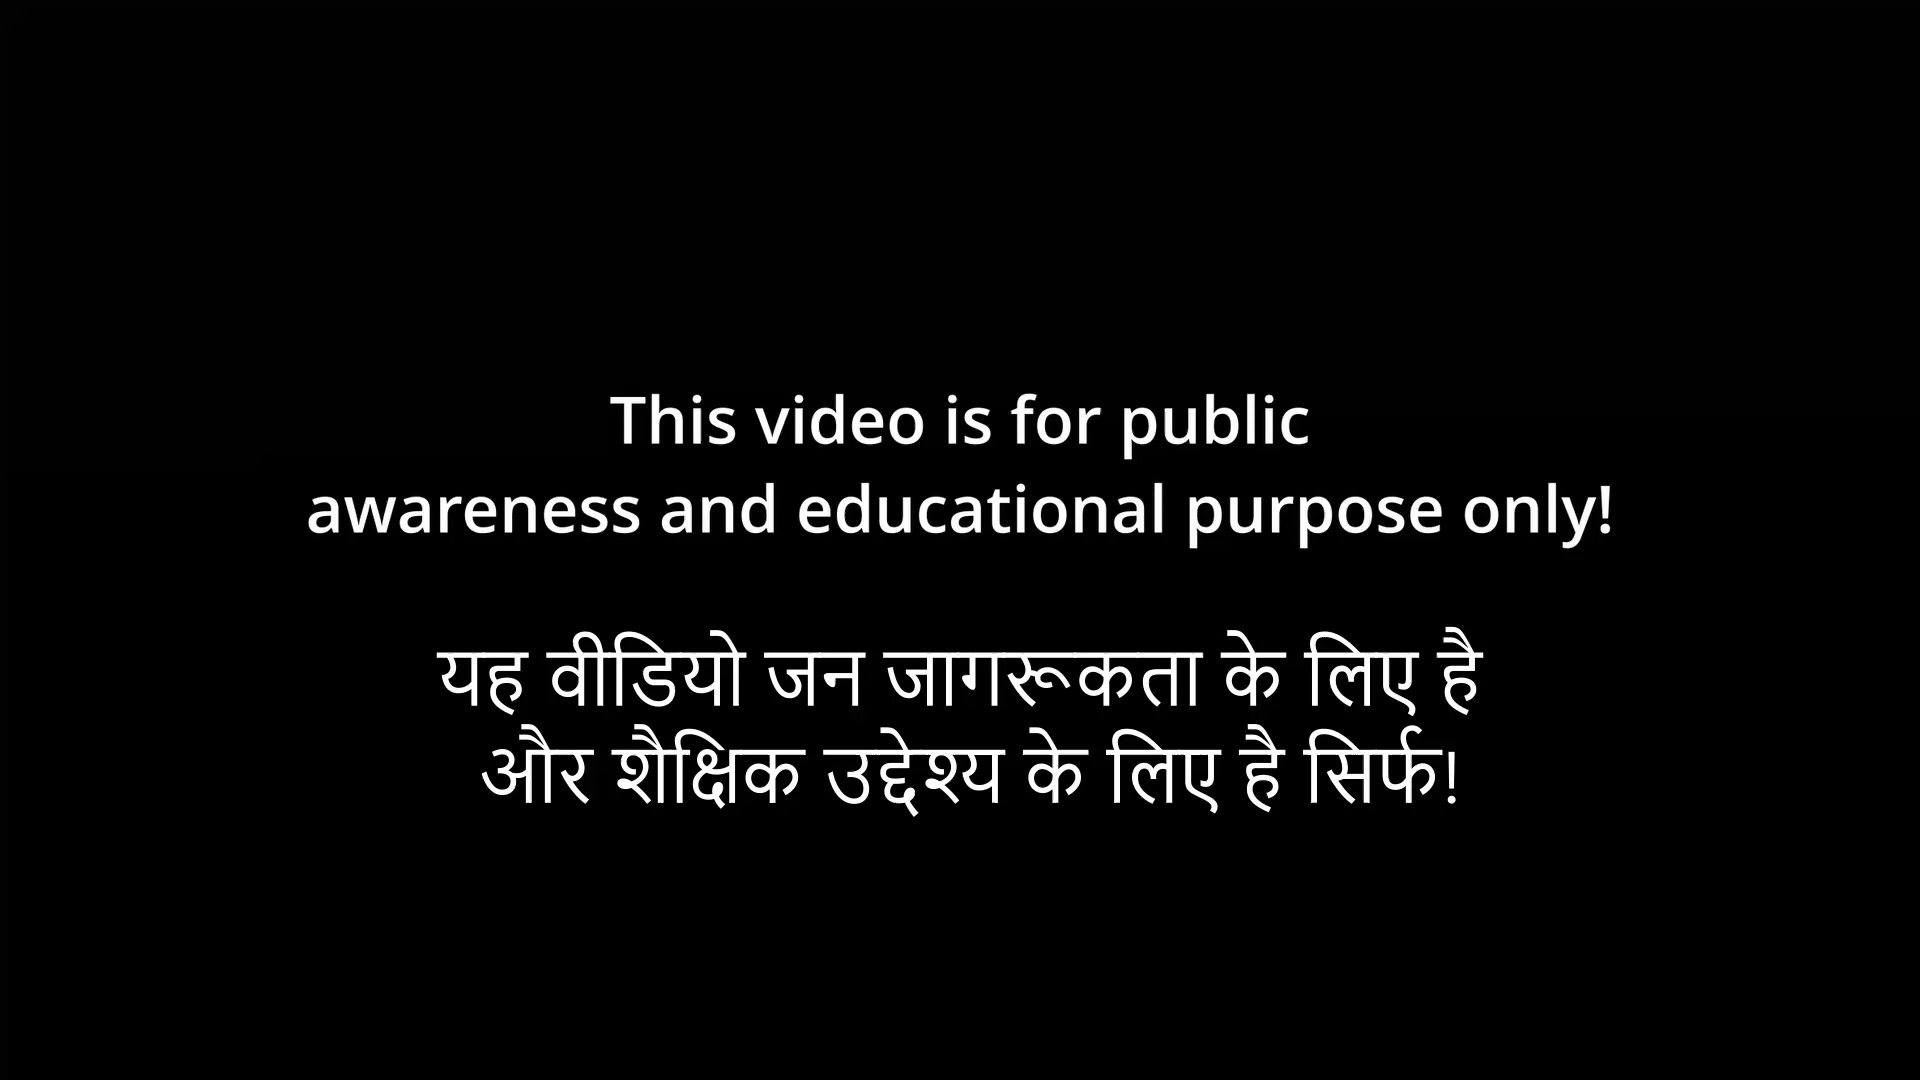 This video is for public
awareness and educational purpose only!
यह वीडियो जन जागरूकता के लिए है
और शैक्षिक उद्देश्य के लिए है सिर्फ!